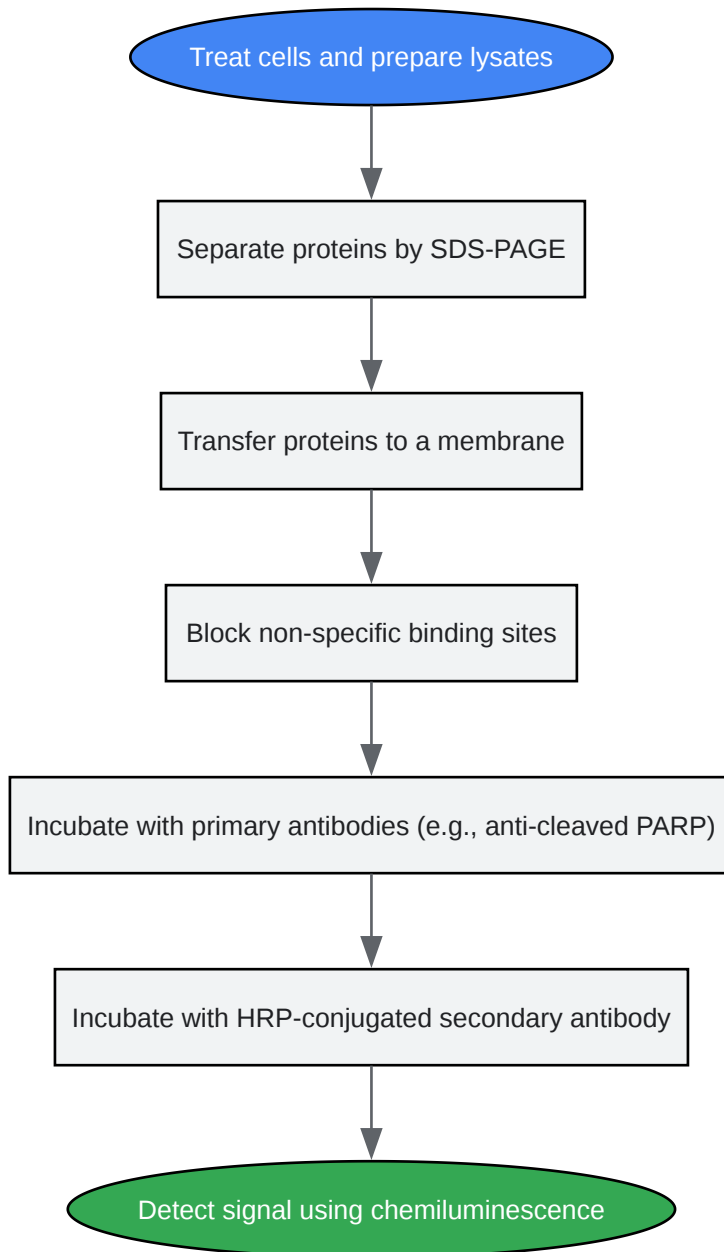 Treat cells and prepare lysates
Separate proteins by SDS-PAGE
Transfer proteins to a membrane
Block non-specific binding sites
Incubate with primary antibodies (e.g., anti-cleaved PARP)
Incubate with HRP-conjugated secondary antibody
Detect signal using chemiluminescence